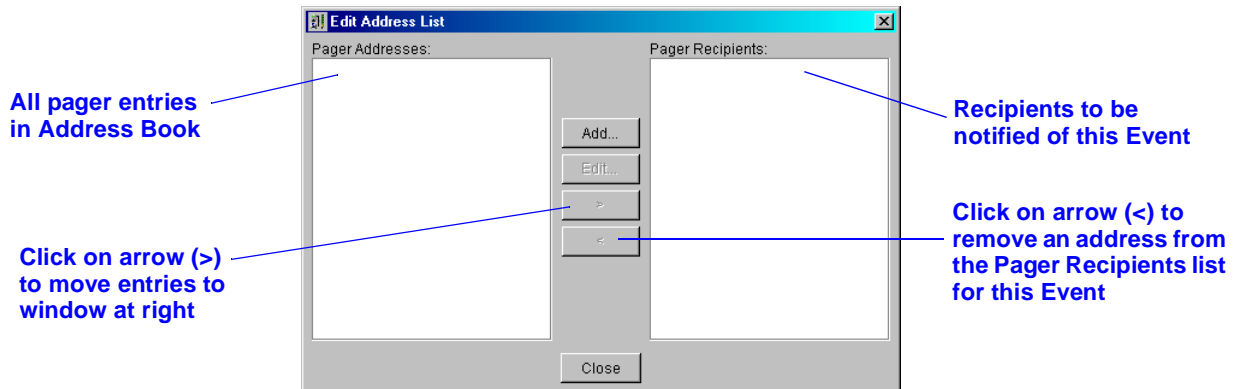 Edit Address List
Pager Addresses:
Pager Recipients:
All pager entries
in Address Book
Recipients to be
notified of this Event
Add...
Edit...
>
<
Click on arrow (>)
to move entries to
window at right
Click on arrow (<) to
remove an address from
the Pager Recipients list
for this Event
Close